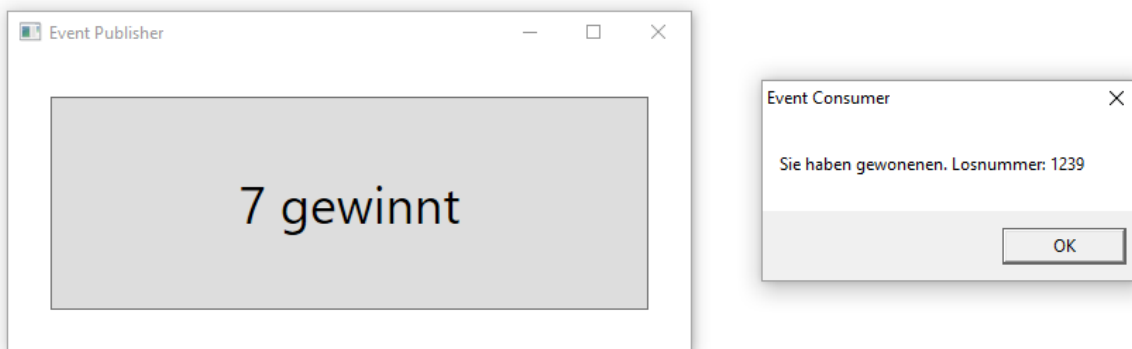 Event Publisher
7 gewinnt
Event Consumer
Sie haben gewonenen. Losnummer: 1239
OK